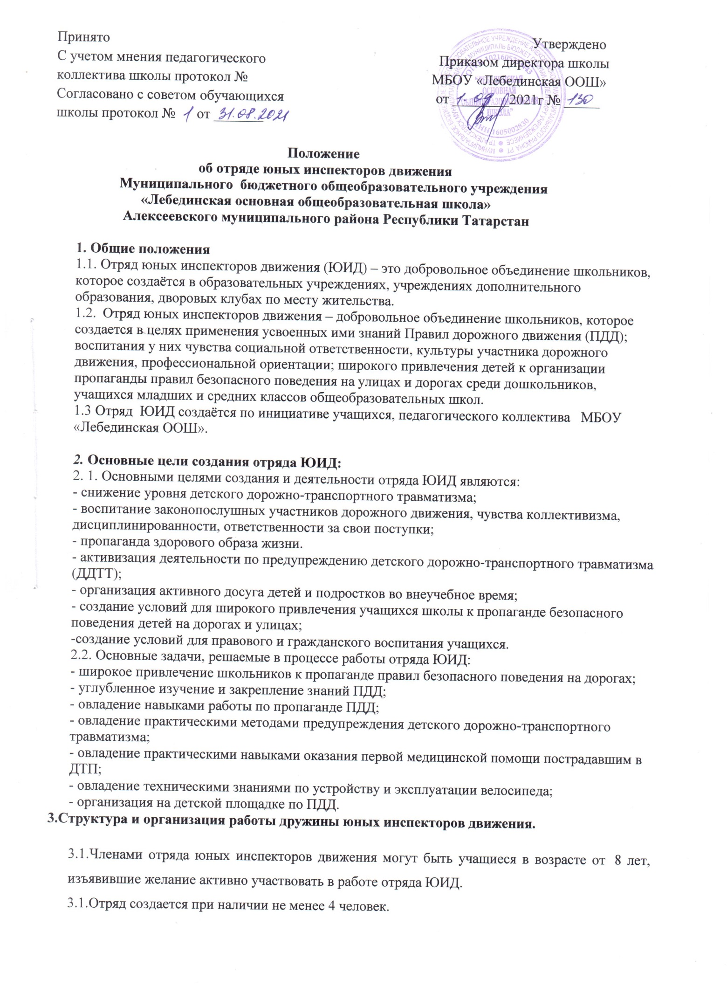 Принято
С учетом мнения педагогического
коллектива школы протокол №
Согласовано с советом обучающихся
школы протокол № 1 от 31.08.2021
Утверждено
Приказом директора школы
МБОУ «Лебединская ООШ»
от 1.09 2021г № 130
"ЛЕБЕДИНСКАЯ
ОСНОВНАЯ
ОБЩЕОБРАЗОВАТЕЛЬНАЯ
ШКОЛА"
ИНН 1605002830
Положение
об отряде юных инспекторов движения
Муниципального  бюджетного общеобразовательного учреждения
«Лебединская основная общеобразовательная школа»
Алексеевского муниципального района Республики Татарстан
1. Общие положения
1.1. Отряд юных инспекторов движения (ЮИД) – это добровольное объединение школьников,
которое создаётся в образовательных учреждениях, учреждениях дополнительного
образования, дворовых клубах по месту жительства.
1.2.  Отряд юных инспекторов движения – добровольное объединение школьников, которое
создается в целях применения усвоенных ими знаний Правил дорожного движения (ПДД);
воспитания у них чувства социальной ответственности, культуры участника дорожного
движения, профессиональной ориентации; широкого привлечения детей к организации
пропаганды правил безопасного поведения на улицах и дорогах среди дошкольников,
учащихся младших и средних классов общеобразовательных школ.
1.3 Отряд  ЮИД создаётся по инициативе учащихся, педагогического коллектива   МБОУ
«Лебединская ООШ».
2. Основные цели создания отряда ЮИД:
2. 1. Основными целями создания и деятельности отряда ЮИД являются:
- снижение уровня детского дорожно-транспортного травматизма;
- воспитание законопослушных участников дорожного движения, чувства коллективизма,
дисциплинированности, ответственности за свои поступки;
- пропаганда здорового образа жизни.
- активизация деятельности по предупреждению детского дорожно-транспортного травматизма
(ДДТТ);
- организация активного досуга детей и подростков во внеучебное время;
- создание условий для широкого привлечения учащихся школы к пропаганде безопасного
поведения детей на дорогах и улицах;
-создание условий для правового и гражданского воспитания учащихся.
2.2. Основные задачи, решаемые в процессе работы отряда ЮИД:
- широкое привлечение школьников к пропаганде правил безопасного поведения на дорогах;
- углубленное изучение и закрепление знаний ПДД;
- овладение навыками работы по пропаганде ПДД;
- овладение практическими методами предупреждения детского дорожно-транспортного
травматизма;
- овладение практическими навыками оказания первой медицинской помощи пострадавшим в
ДТП;
- овладение техническими знаниями по устройству и эксплуатации велосипеда;
- организация на детской площадке по ПДД.
3.Структура и организация работы дружины юных инспекторов движения.
3.1.Членами отряда юных инспекторов движения могут быть учащиеся в возрасте от  8 лет,
изъявившие желание активно участвовать в работе отряда ЮИД.
3.1.Отряд создается при наличии не менее 4 человек.